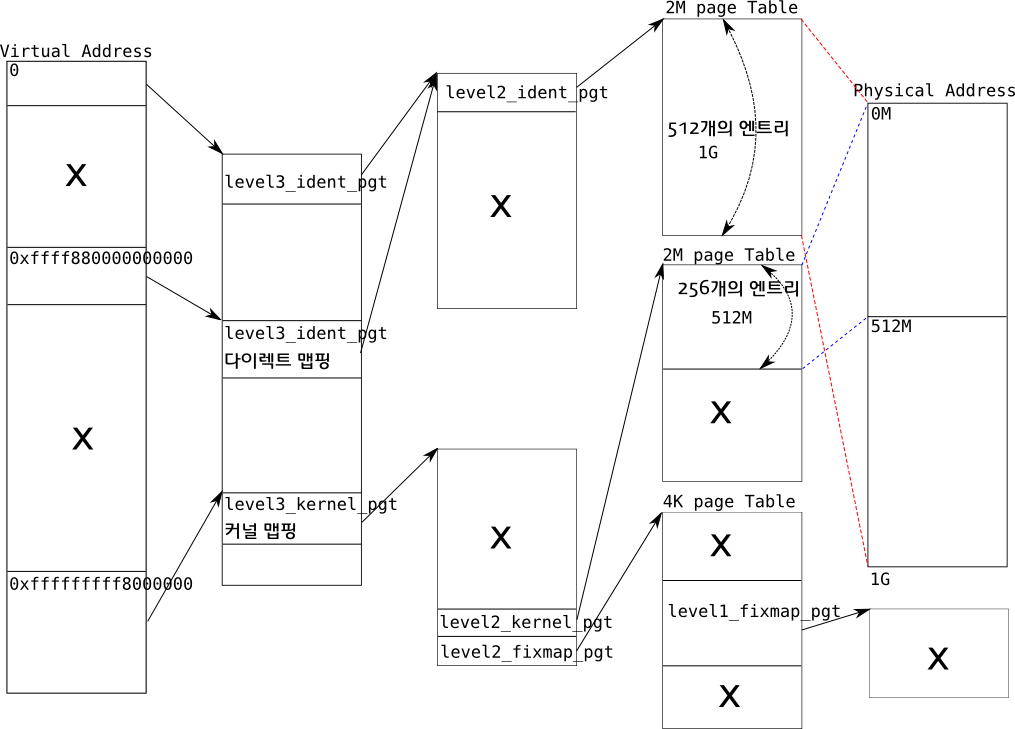 Virtual Address
0
X
0xffff880000000000
X
0xfffffffff8000000
level3_ident_pgt
level3_ident_pgt
다이렉트 맵핑
level3_kernel_pgt
커널 맵핑
level2_ident_pgt
X
X
level2_kernel_pgt
level2_fixmap_pgt
2M page Table
512개의 엔트리
1G
2M page Table
256개의 엔트리
512M
X
4K page Table
X
level1_fixmap_pgt
X
Physical Address
0M
512M
1G
X